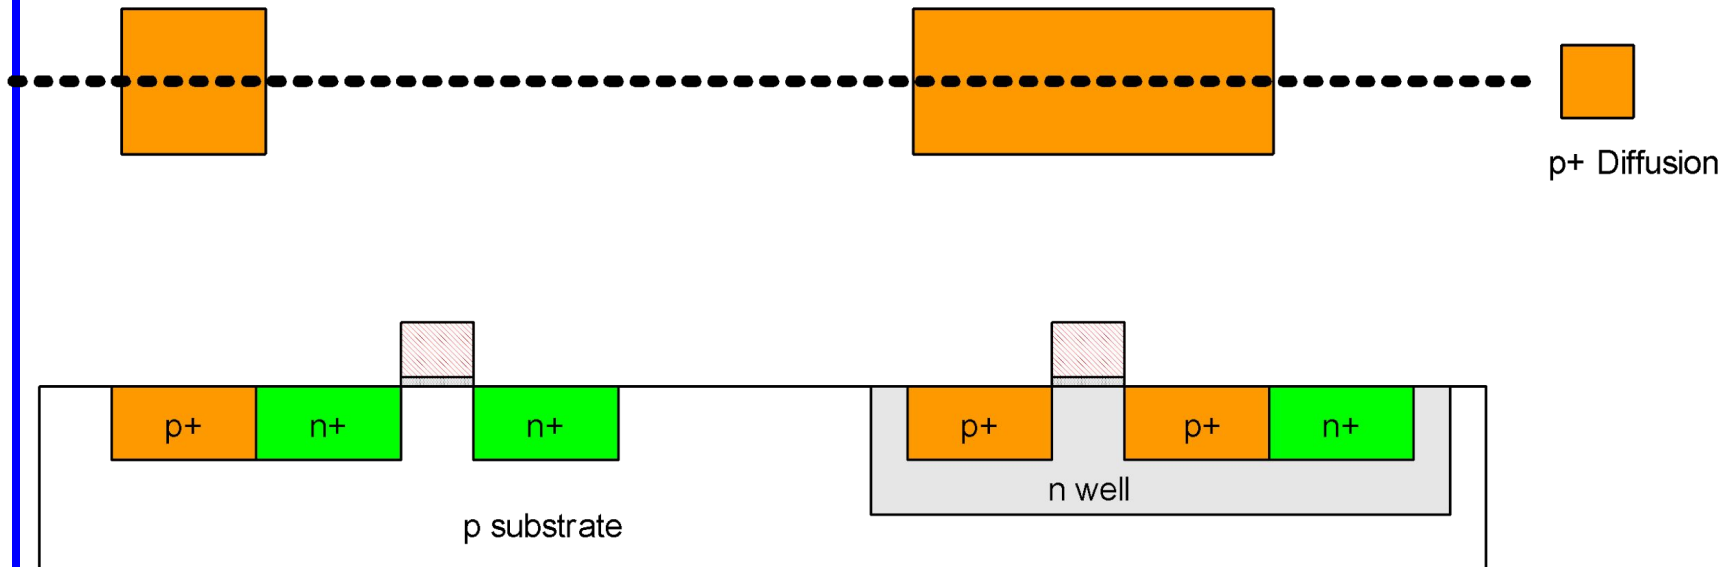 p+ Diffusion
p+ n+ n+ p+ p+ n+
n well
p substrate